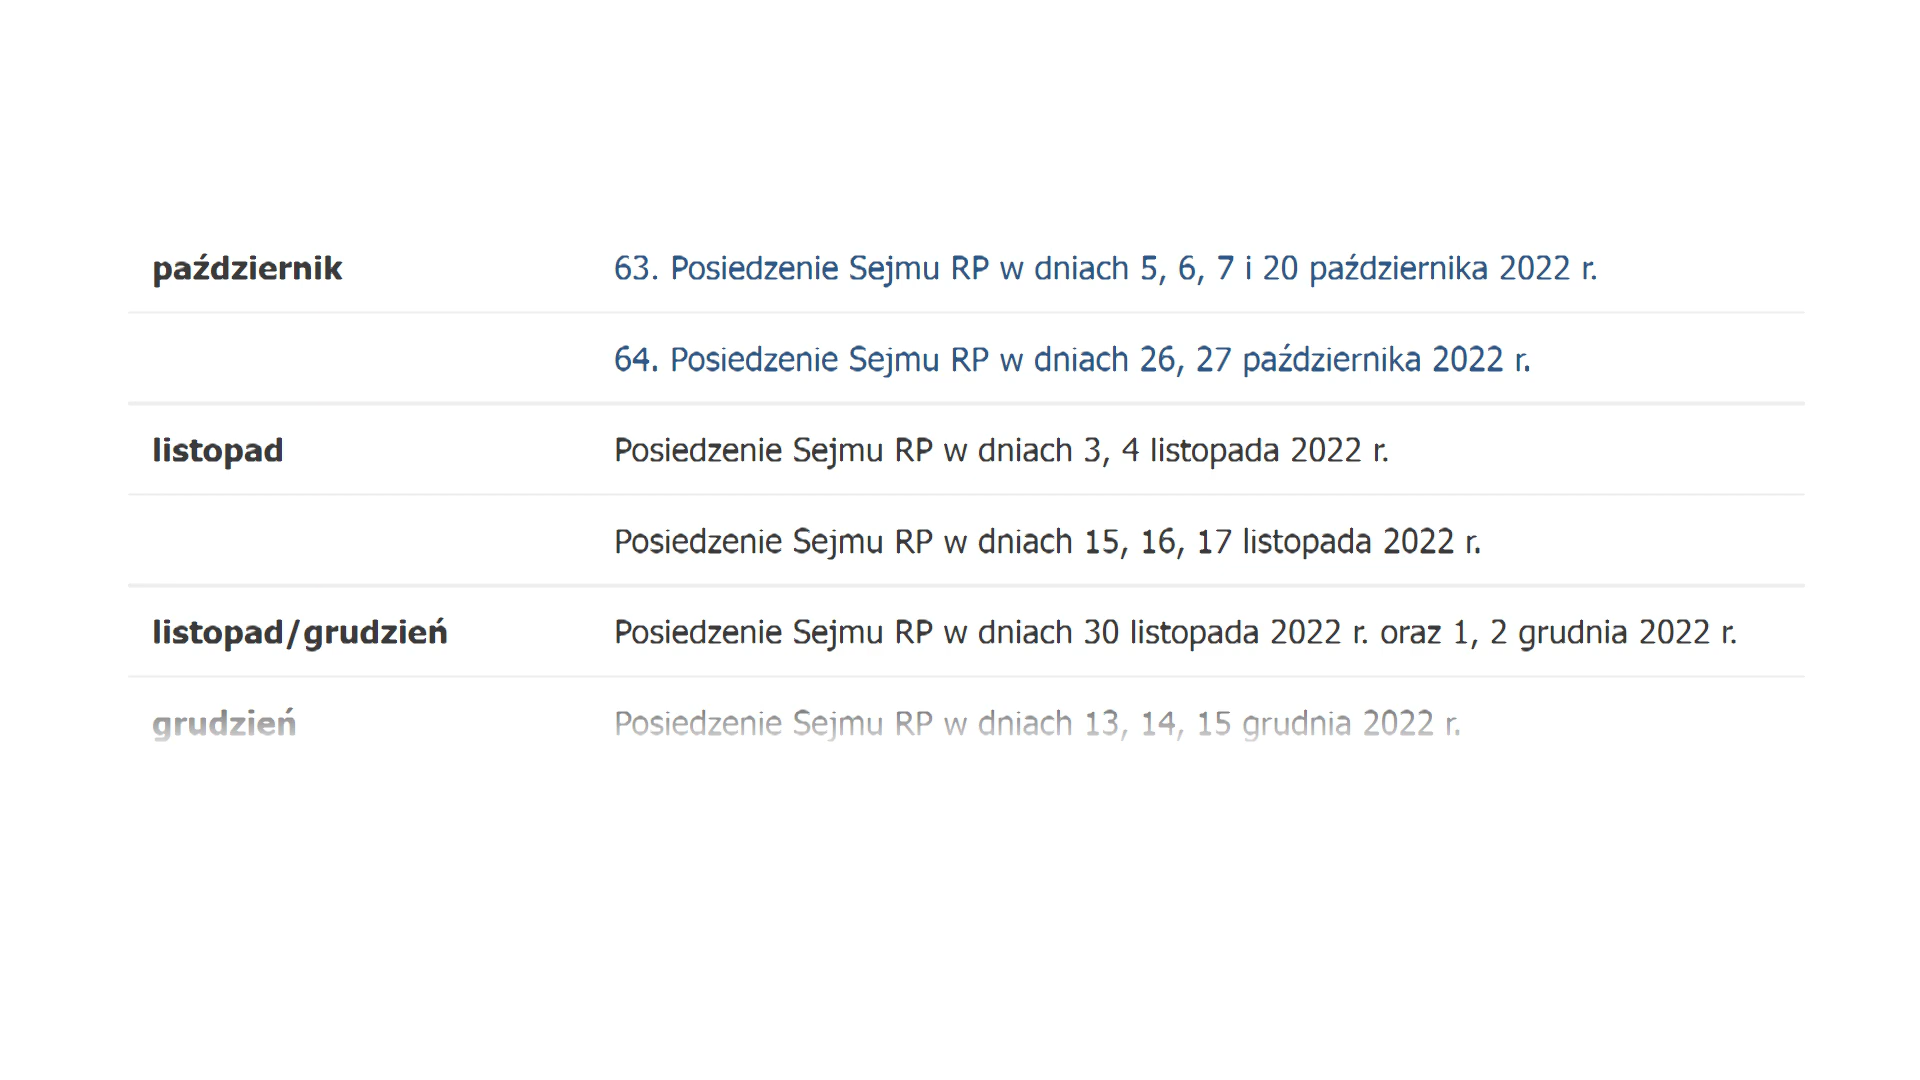 październik
63. Posiedzenie Sejmu RP w dniach 5, 6, 7 i 20 października 2022 r.
64. Posiedzenie Sejmu RP w dniach 26, 27 października 2022 r.
listopad
Posiedzenie Sejmu RP w dniach 3, 4 listopada 2022 r.
Posiedzenie Sejmu RP w dniach 15, 16, 17 listopada 2022 r.
listopad/grudzień
Posiedzenie Sejmu RP w dniach 30 listopada 2022 r. oraz 1, 2 grudnia 2022 r.
grudzień
Posiedzenie Sejmu RP w dniach 13, 14, 15 grudnia 2022 r.